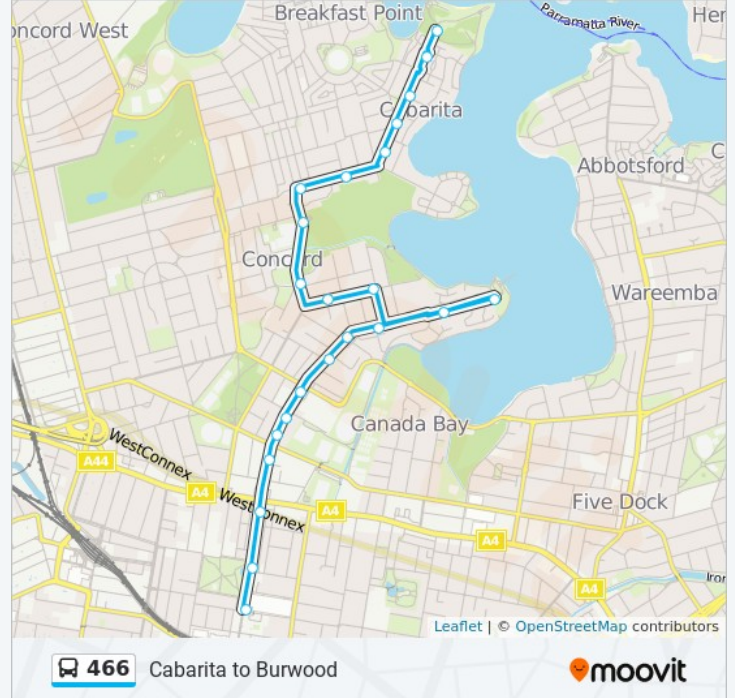 Breakfast Point
oncord West
Parramatta River
Her
Cabarita
Abbotsford
C
Concord
Wareemba
Canada Bay
WestConnex
A44
A4
WestConnex
A4
Five Dock
A4
A4
Iron
Leaflet | © OpenStreetMap contributors
466 Cabarita to Burwood
moovit